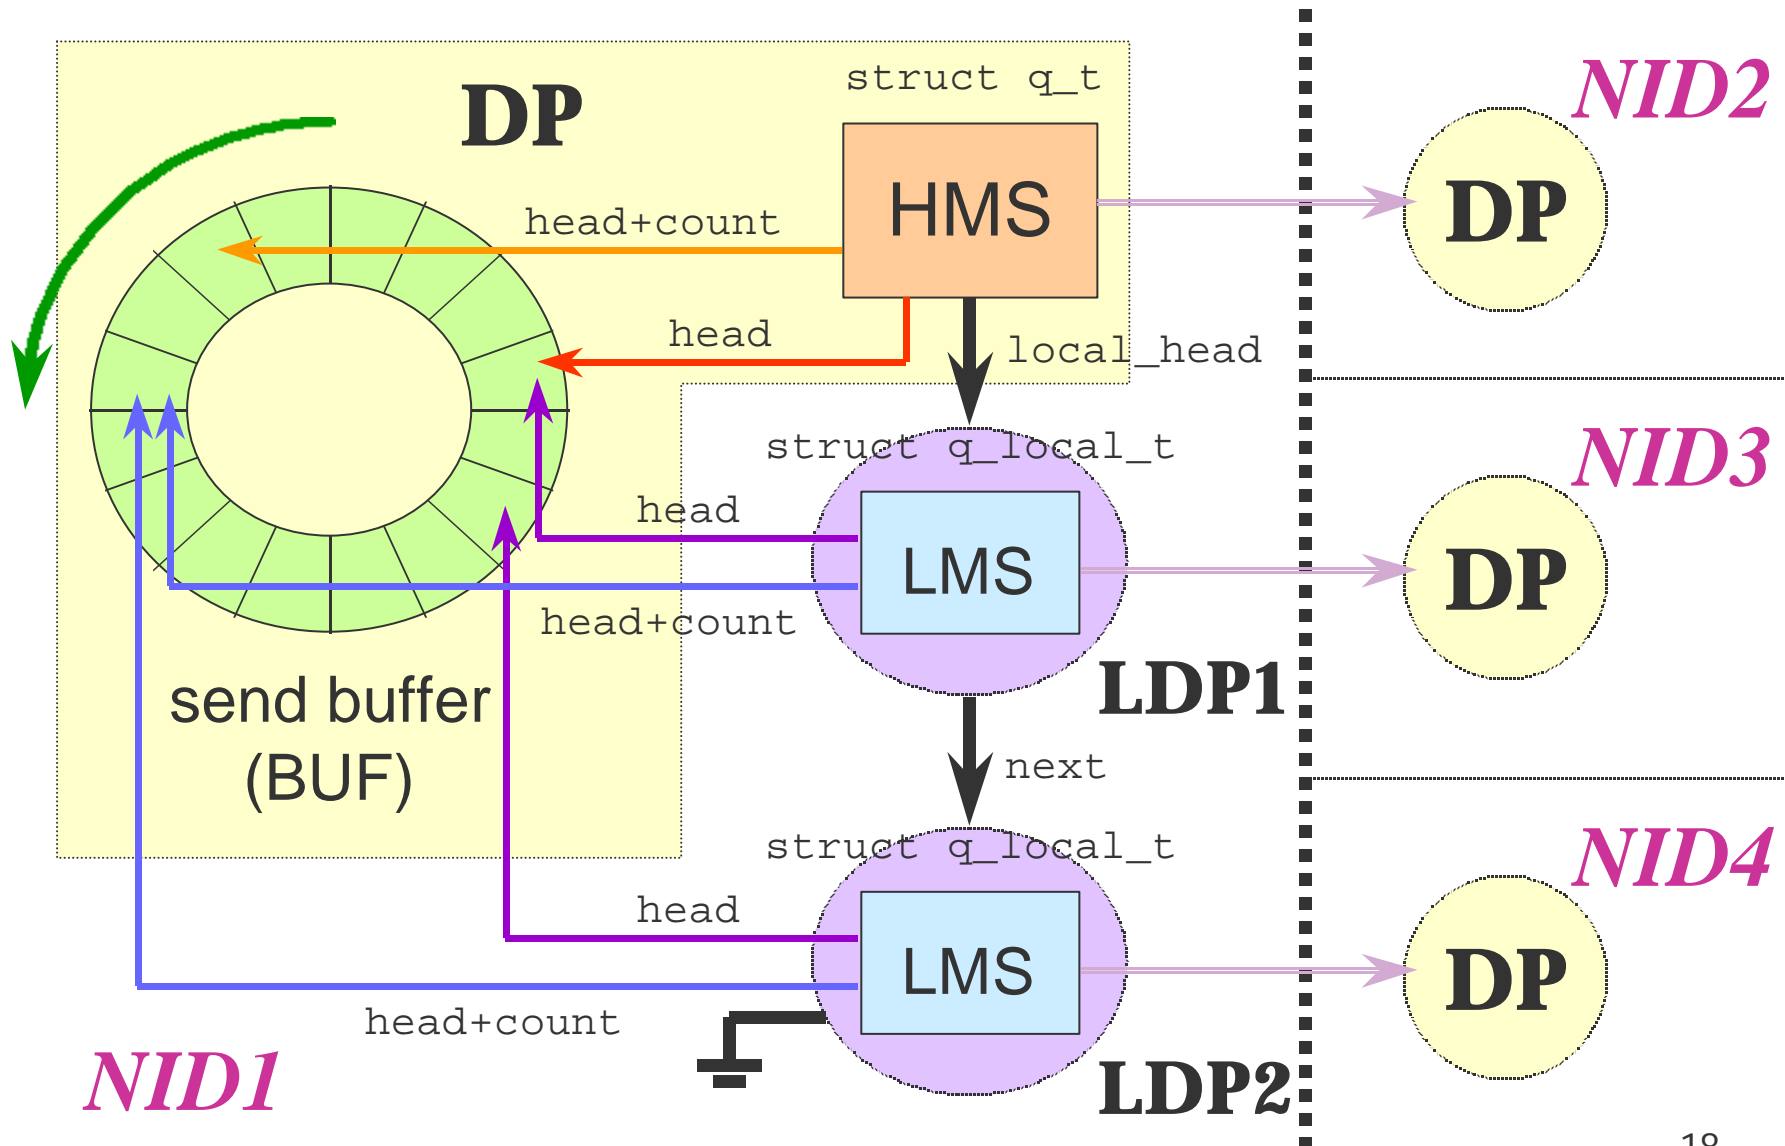 struct q_t
DP
NID2
HMS
DP
head+count
head
local_head
struct q_local_t
NID3
head
LMS
DP
head+count
send buffer
(BUF)
LDP1
next
struct q_local_t
NID4
head
LMS
DP
head+count
NID1
LDP2
18